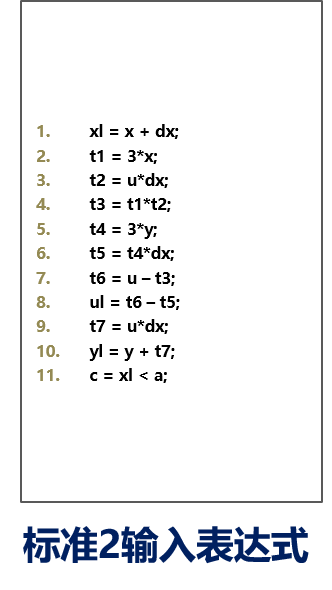 1. xl = x + dx;
2. t1 = 3*x;
3. t2 = u*dx;
4. t3 = t1*t2;
5. t4 = 3*y;
6. t5 = t4*dx;
7. t6 = u – t3;
8. ul = t6 – t5;
9. t7 = u*dx;
10. yl = y + t7;
11. c = xl < a;
标准2输入表达式